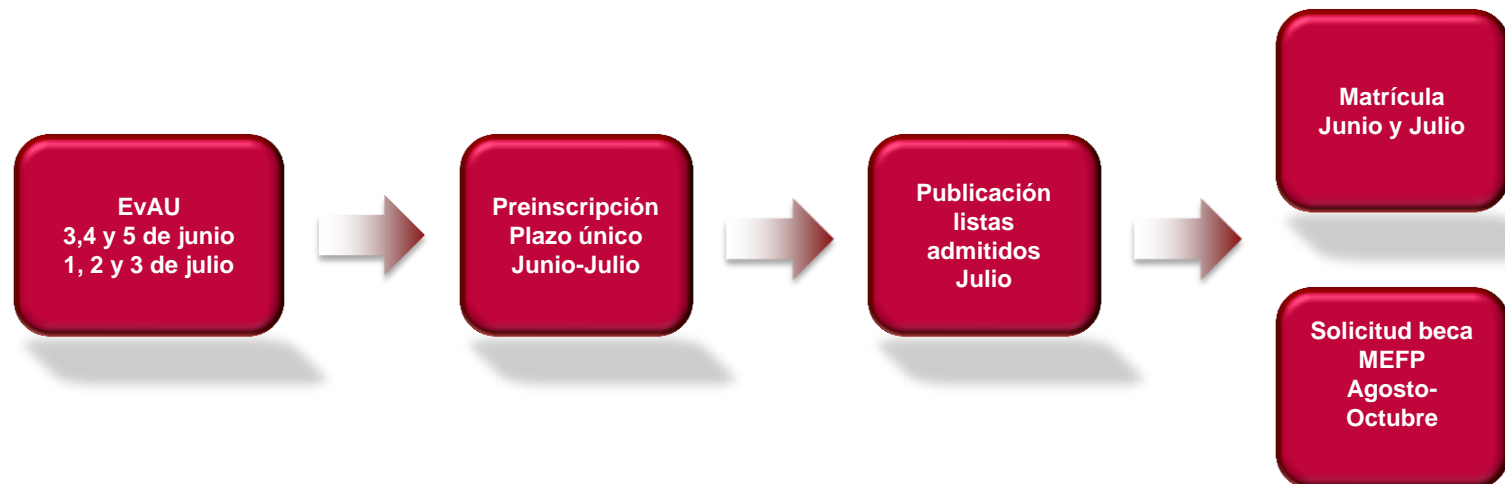 EvAU
3,4 y 5 de junio
1, 2 y 3 de julio
Preinscripción
Plazo único
Junio-Julio
Publicación
listas
admitidos
Julio
Matrícula
Junio y Julio
Solicitud beca
MEFP
Agosto-
Octubre